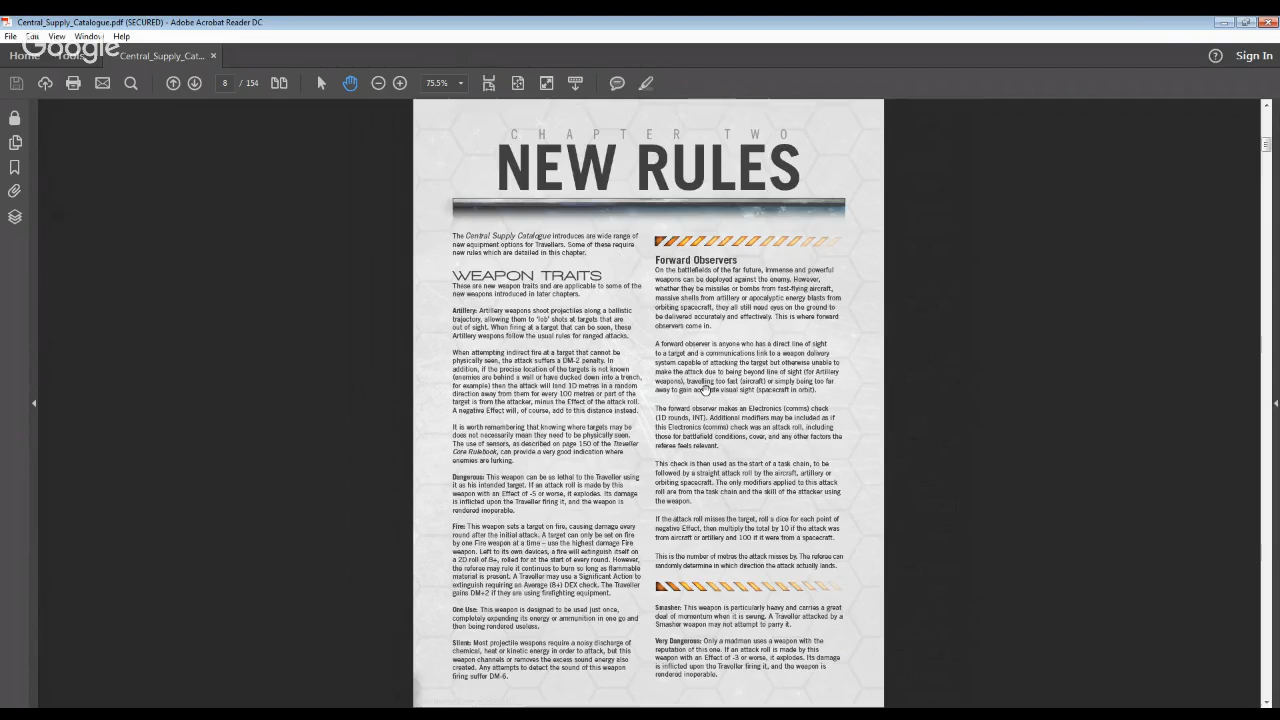 Central_Supply_Catalogue.pdf (SECURED) - Adobe Acrobat Reader DC
File Edit View Window Help
Google
Home Tools Central_Supply_Cat... × Sign In
8 / 154 75.5%
CHAPTER TWO
NEW RULES
The Central Supply Catalogue introduces are wide range of
new equipment options for Travellers. Some of these require
new rules which are detailed in this chapter.
WEAPON TRAITS
These are new weapon traits and are applicable to some of the
new weapons introduced in later chapters.
Artillery: Artillery weapons shoot projectiles along a ballistic
trajectory, allowing them to 'lob' shots at targets that are
out of sight. When firing at a target that can be seen, these
Artillery weapons follow the usual rules for ranged attacks.
When attempting indirect fire at a target that cannot be
physically seen, the attack suffers a DM-2 penalty. In
addition, if the precise location of the targets is not known
(enemies are behind a wall or have ducked down into a trench,
for example) then the attack will land 1D metres in a random
direction away from them for every 100 metres or part of the
target is from the attacker, minus the Effect of the attack roll.
A negative Effect will, of course, add to this distance instead.
It is worth remembering that knowing where targets may be
does not necessarily mean they need to be physically seen.
The use of sensors, as described on page 150 of the Traveller
Core Rulebook, can provide a very good indication where
enemies are lurking.
Dangerous: This weapon can be as lethal to the Traveller using
it as his intended target. If an attack roll is made by this
weapon with an Effect of -5 or worse, it explodes. Its damage
is inflicted upon the Traveller firing it, and the weapon is
rendered inoperable.
Fire: This weapon sets a target on fire, causing damage every
round after the initial attack. A target can only be set on fire
by one Fire weapon at a time – use the highest damage Fire
weapon. Left to its own devices, a fire will extinguish itself on
a 2D roll of 8+, rolled for at the start of every round. However,
the referee may rule it continues to burn so long as flammable
material is present. A Traveller may use a Significant Action to
extinguish requiring an Average (8+) DEX check. The Traveller
gains DM+2 if they are using firefighting equipment.
One Use: This weapon is designed to be used just once,
completely expending its energy or ammunition in one go and
then being rendered useless.
Silent: Most projectile weapons require a noisy discharge of
chemical, heat or kinetic energy in order to attack, but this
weapon channels or removes the excess sound energy also
created. Any attempts to detect the sound of this weapon
firing suffer DM-6.
Forward Observers
On the battlefields of the far future, immense and powerful
weapons can be deployed against the enemy. However,
whether they be missiles or bombs from fast-flying aircraft,
massive shells from artillery or apocalyptic energy blasts from
orbiting spacecraft, they all still need eyes on the ground to
be delivered accurately and effectively. This is where forward
observers come in.
A forward observer is anyone who has a direct line of sight
to a target and a communications link to a weapon delivery
system capable of attacking the target but otherwise unable to
make the attack due to being beyond line of sight (for Artillery
weapons), travelling too fast (aircraft) or simply being too far
away to gain accurate visual sight (spacecraft in orbit).
The forward observer makes an Electronics (comms) check
(1D rounds, INT). Additional modifiers may be included as if
this Electronics (comms) check was an attack roll, including
those for battlefield conditions, cover, and any other factors the
referee feels relevant.
This check is then used as the start of a task chain, to be
followed by a straight attack roll by the aircraft, artillery or
orbiting spacecraft. The only modifiers applied to this attack
roll are from the task chain and the skill of the attacker using
the weapon.
If the attack roll misses the target, roll a dice for each point of
negative Effect, then multiply the total by 10 if the attack was
from aircraft or artillery and 100 if it were from a spacecraft.
This is the number of metres the attack misses by. The referee can
randomly determine in which direction the attack actually lands.
Smasher: This weapon is particularly heavy and carries a great
deal of momentum when it is swung. A Traveller attacked by a
Smasher weapon may not attempt to parry it.
Very Dangerous: Only a madman uses a weapon with the
reputation of this one. If an attack roll is made by this
weapon with an Effect of -3 or worse, it explodes. Its damage
is inflicted upon the Traveller firing it, and the weapon is
rendered inoperable.